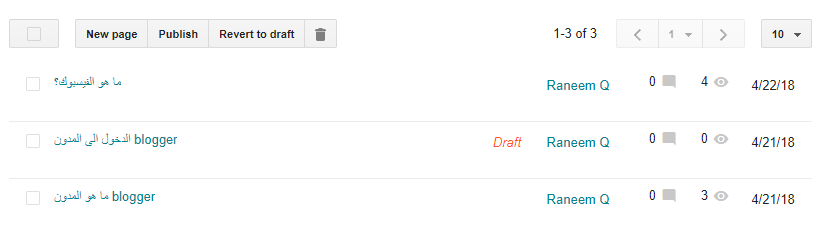 New page Publish Revert to draft 1-3 of 3 1 10
ما هو الفيسبوك؟ Raneem Q 0 4 4/22/18
الدخول الى المدون blogger Draft Raneem Q 0 0 4/21/18
ما هو المدون blogger Raneem Q 0 3 4/21/18